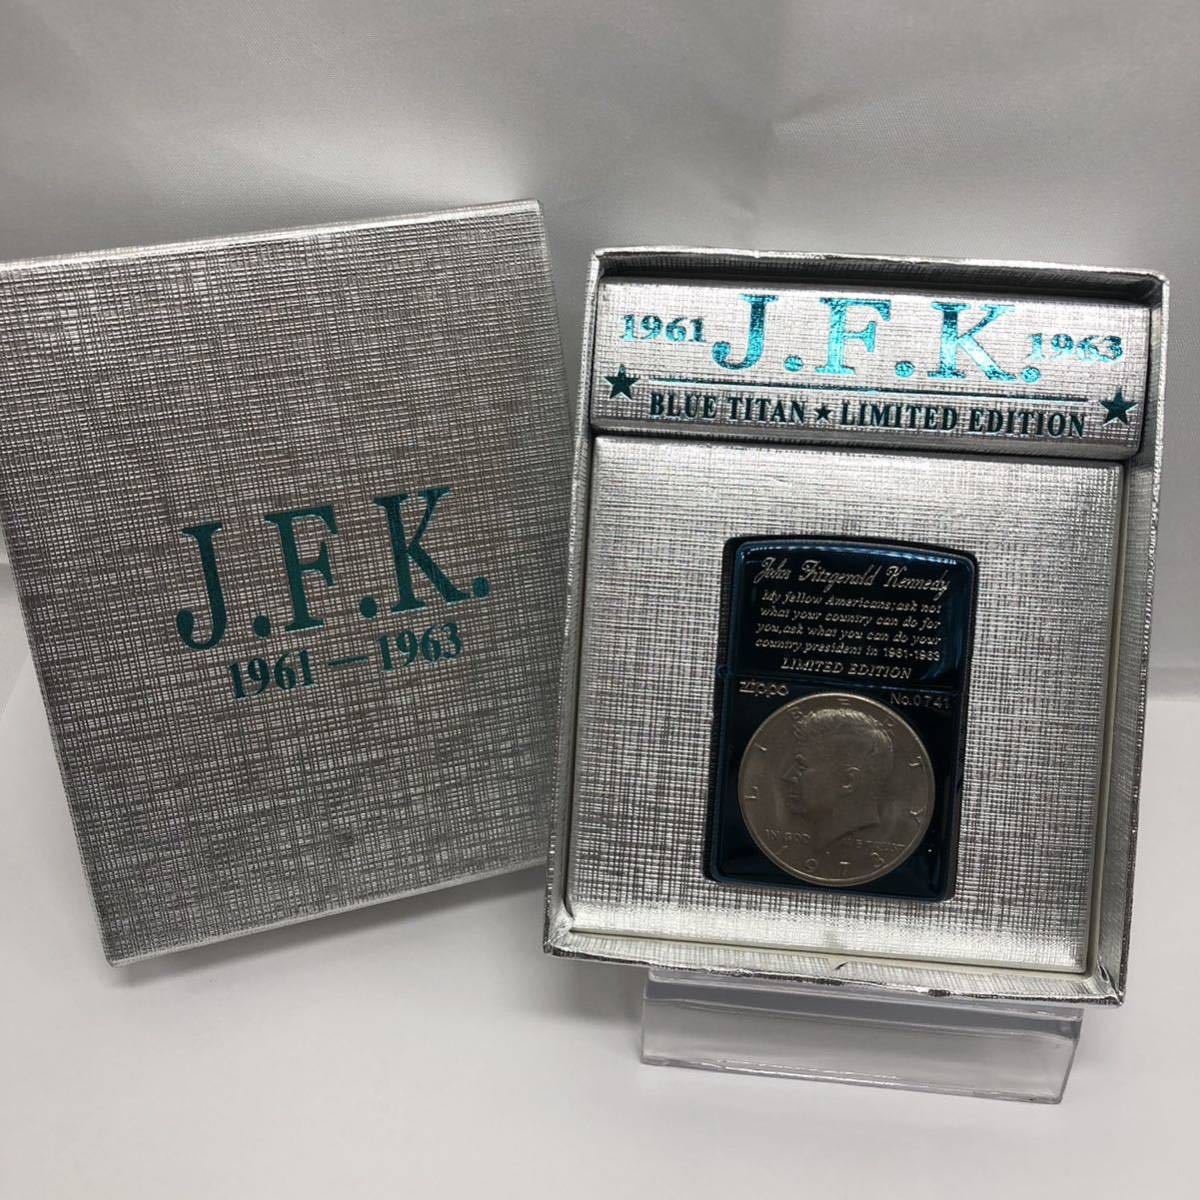 J.F.K.
1961—1963
1961 J.F.K. 1963
★ BLUE TITAN ★ LIMITED EDITION ★
John Fitzgerald Kennedy
My fellow Americans;ask not
what your country can do for
you,ask what you can do your
country.president in 1961-1963
LIMITED EDITION
zippo No.0741
LIBERTY
IN GOD WE TRUST
1973